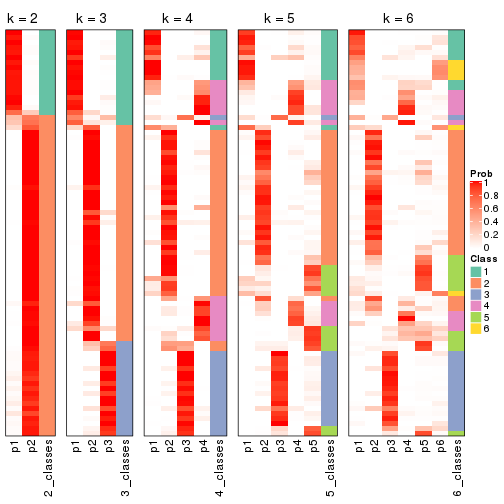 k = 2
k = 3
k = 4
k = 5
k = 6
Prob
1
0.8
0.6
0.4
0.2
0
Class
1
2
3
4
5
6
p1
p2
2_classes
p1
p2
p3
3_classes
p1
p2
p3
p4
4_classes
p1
p2
p3
p4
p5
5_classes
p1
p2
p3
p4
p5
p6
6_classes